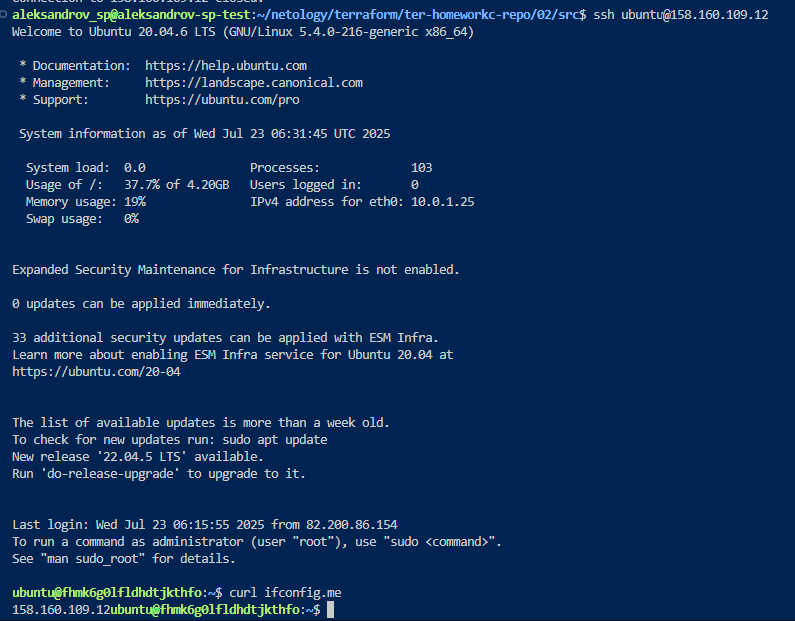 aleksandrov_sp@aleksandrov-sp-test:~/netology/terraform/ter-homeworkc-repo/02/src$ ssh ubuntu@158.160.109.12
Welcome to Ubuntu 20.04.6 LTS (GNU/Linux 5.4.0-216-generic x86_64)
* Documentation:  https://help.ubuntu.com
* Management:     https://landscape.canonical.com
* Support:        https://ubuntu.com/pro
System information as of Wed Jul 23 06:31:45 UTC 2025
System load:  0.0                Processes:             103
Usage of /:   37.7% of 4.20GB   Users logged in:       0
Memory usage: 19%                IPv4 address for eth0: 10.0.1.25
Swap usage:   0%
Expanded Security Maintenance for Infrastructure is not enabled.
0 updates can be applied immediately.
33 additional security updates can be applied with ESM Infra.
Learn more about enabling ESM Infra service for Ubuntu 20.04 at
https://ubuntu.com/20-04
The list of available updates is more than a week old.
To check for new updates run: sudo apt update
New release '22.04.5 LTS' available.
Run 'do-release-upgrade' to upgrade to it.
Last login: Wed Jul 23 06:15:55 2025 from 82.200.86.154
To run a command as administrator (user "root"), use "sudo <command>".
See "man sudo_root" for details.
ubuntu@fhmk6g0lfldhdtjkthfo:~$ curl ifconfig.me
158.160.109.12ubuntu@fhmk6g0lfldhdtjkthfo:~$